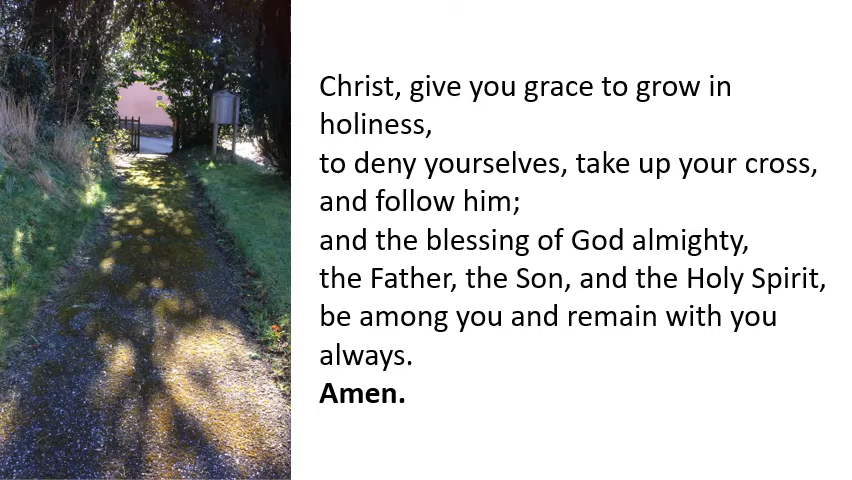 Christ, give you grace to grow in
holiness,
to deny yourselves, take up your cross,
and follow him;
and the blessing of God almighty,
the Father, the Son, and the Holy Spirit,
be among you and remain with you
always.
Amen.